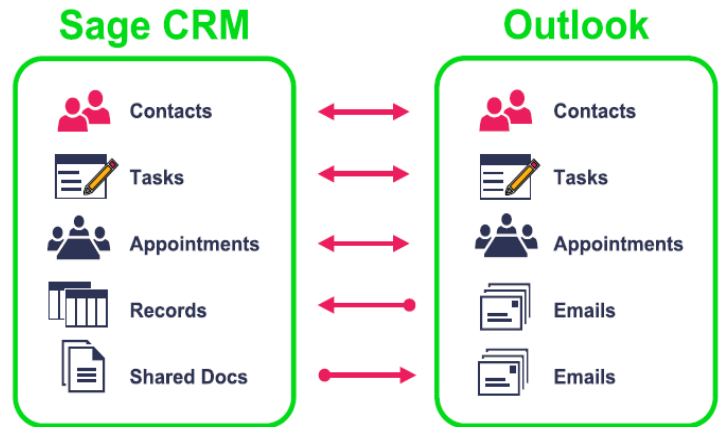 Sage CRM Outlook
Contacts Contacts
Tasks Tasks
Appointments Appointments
Records Emails
Shared Docs Emails